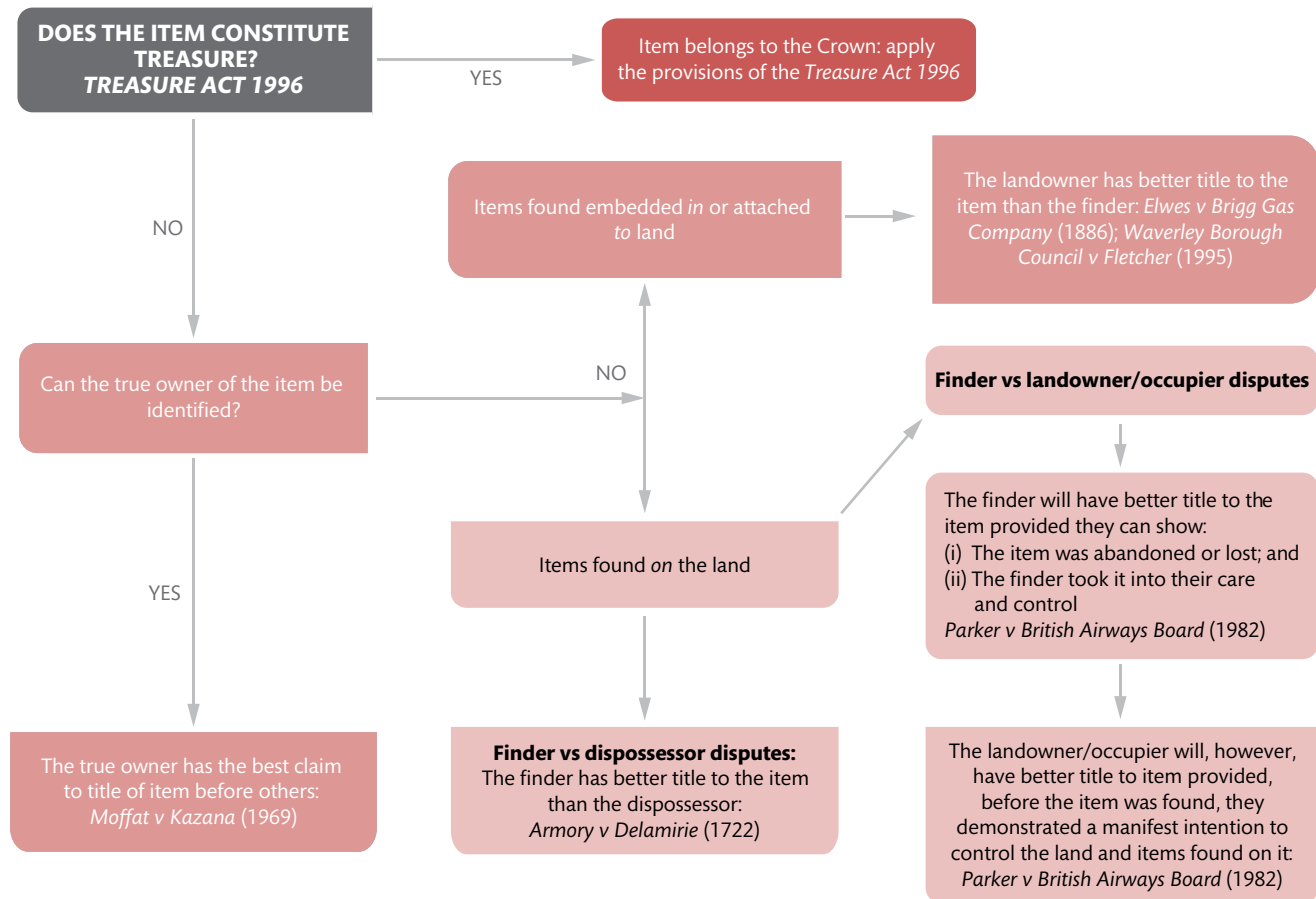 DOES THE ITEM CONSTITUTE
TREASURE?
TREASURE ACT 1996
YES
Item belongs to the Crown: apply
the provisions of the Treasure Act 1996
NO
Items found embedded in or attached
to land
The landowner has better title to the
item than the finder: Elwes v Brigg Gas
Company (1886); Waverley Borough
Council v Fletcher (1995)
Can the true owner of the item be
identified?
NO
Finder vs landowner/occupier disputes
The finder will have better title to the
item provided they can show:
(i) The item was abandoned or lost; and
(ii) The finder took it into their care
and control
Parker v British Airways Board (1982)
Items found on the land
YES
The true owner has the best claim
to title of item before others:
Moffat v Kazana (1969)
Finder vs dispossessor disputes:
The finder has better title to the item
than the dispossessor:
Armory v Delamirie (1722)
The landowner/occupier will, however,
have better title to item provided,
before the item was found, they
demonstrated a manifest intention to
control the land and items found on it:
Parker v British Airways Board (1982)